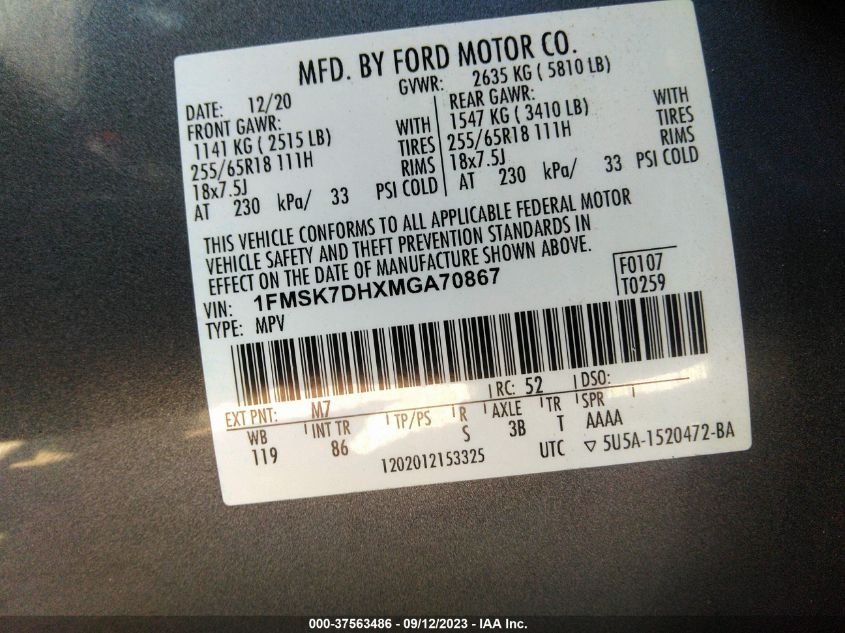 MFD. BY FORD MOTOR CO.
DATE: 12/20 GVWR: 2635 KG ( 5810 LB)
FRONT GAWR: REAR GAWR:
1141 KG ( 2515 LB) WITH 1547 KG ( 3410 LB) WITH
255/65R18 111H TIRES 255/65R18 111H TIRES
18x7.5J RIMS 18x7.5J RIMS
AT 230 kPa/ 33 PSI COLD AT 230 kPa/ 33 PSI COLD
THIS VEHICLE CONFORMS TO ALL APPLICABLE FEDERAL MOTOR
VEHICLE SAFETY AND THEFT PREVENTION STANDARDS IN
EFFECT ON THE DATE OF MANUFACTURE SHOWN ABOVE.
VIN: 1FMSK7DHXMGA70867 F0107
TYPE: MPV T0259
EXT PNT: M7 RC: 52 DSO:
WB INT TR TP/PS R AXLE TR SPR
119 86 S 3B T AAAA
1202012153325 UTC ▽ 5U5A-1520472-BA
000-37563486 - 09/12/2023 - IAA Inc.